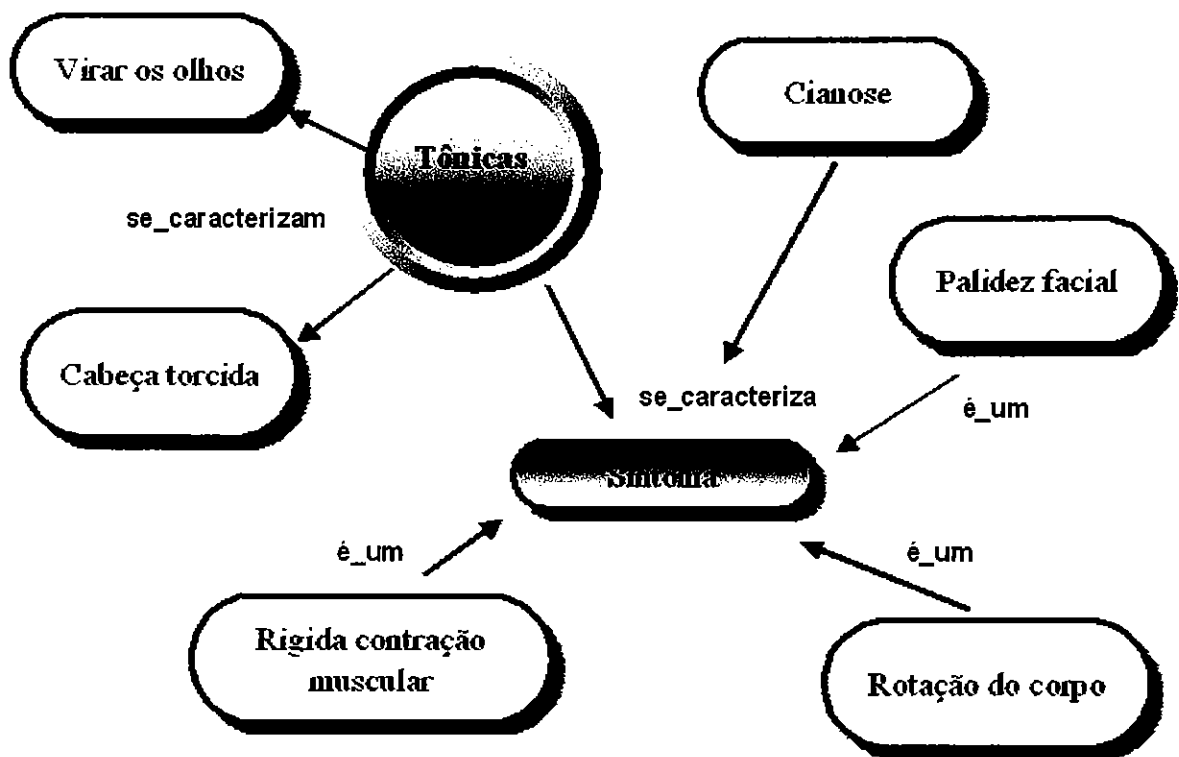 Virar os olhos
Cianose
Tônicas
se_caracterizam
Palidez facial
Cabeça torcida
se_caracteriza
é_um
Sintoma
é_um
é_um
Rígida contração
muscular
Rotação do corpo